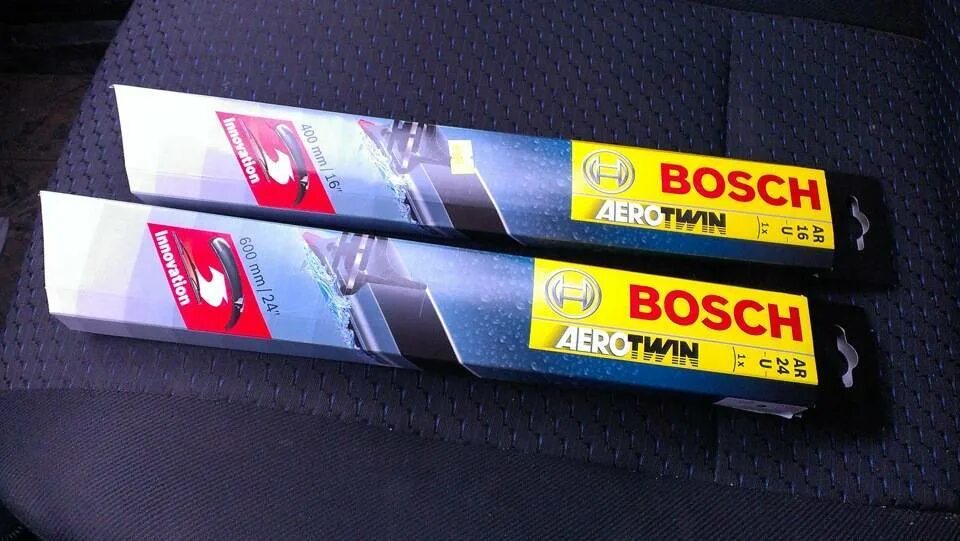 Innovation
400 mm/16"
BOSCH
AEROTWIN
AR
16
U
1x
Innovation
600 mm/24"
BOSCH
AEROTWIN
AR
24
U
1x